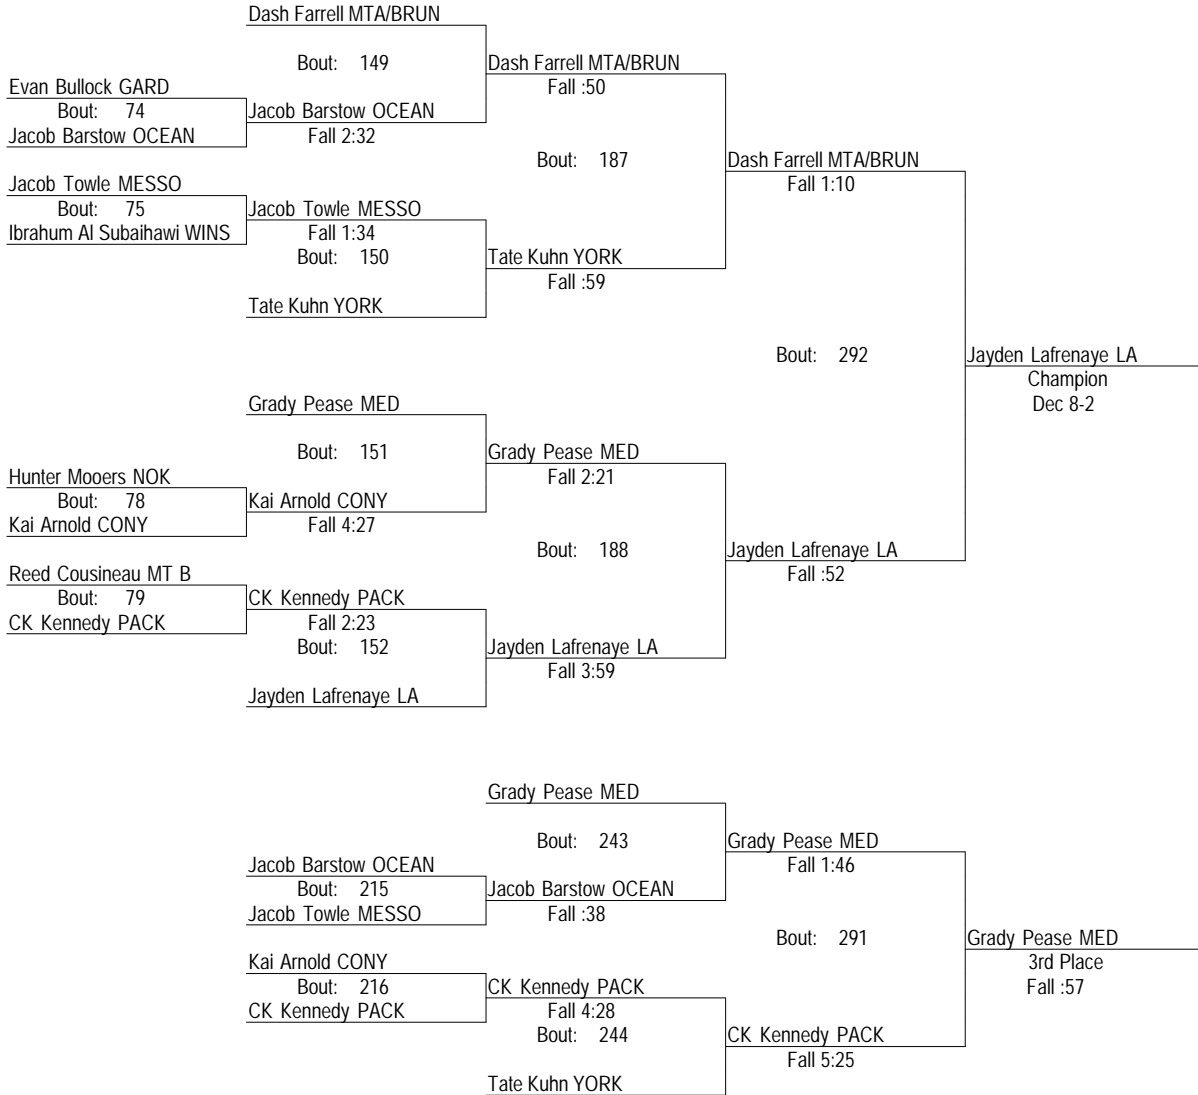 Dash Farrell MTA/BRUN
Bout: 149
Dash Farrell MTA/BRUN
Evan Bullock GARD
Fall :50
Bout: 74
Jacob Barstow OCEAN
Jacob Barstow OCEAN
Fall 2:32
Bout: 187
Dash Farrell MTA/BRUN
Jacob Towle MESSO
Fall 1:10
Bout: 75
Jacob Towle MESSO
Ibrahum Al Subaihawi WINS
Fall 1:34
Bout: 150
Tate Kuhn YORK
Fall :59
Tate Kuhn YORK
Bout: 292
Jayden Lafrenaye LA
Champion
Dec 8-2
Grady Pease MED
Bout: 151
Grady Pease MED
Hunter Mooers NOK
Fall 2:21
Bout: 78
Kai Arnold CONY
Kai Arnold CONY
Fall 4:27
Bout: 188
Jayden Lafrenaye LA
Reed Cousineau MT B
Fall :52
Bout: 79
CK Kennedy PACK
CK Kennedy PACK
Fall 2:23
Bout: 152
Jayden Lafrenaye LA
Fall 3:59
Jayden Lafrenaye LA
Grady Pease MED
Bout: 243
Grady Pease MED
Jacob Barstow OCEAN
Fall 1:46
Bout: 215
Jacob Barstow OCEAN
Jacob Towle MESSO
Fall :38
Bout: 291
Grady Pease MED
Kai Arnold CONY
3rd Place
Bout: 216
CK Kennedy PACK
Fall :57
CK Kennedy PACK
Fall 4:28
Bout: 244
CK Kennedy PACK
Fall 5:25
Tate Kuhn YORK